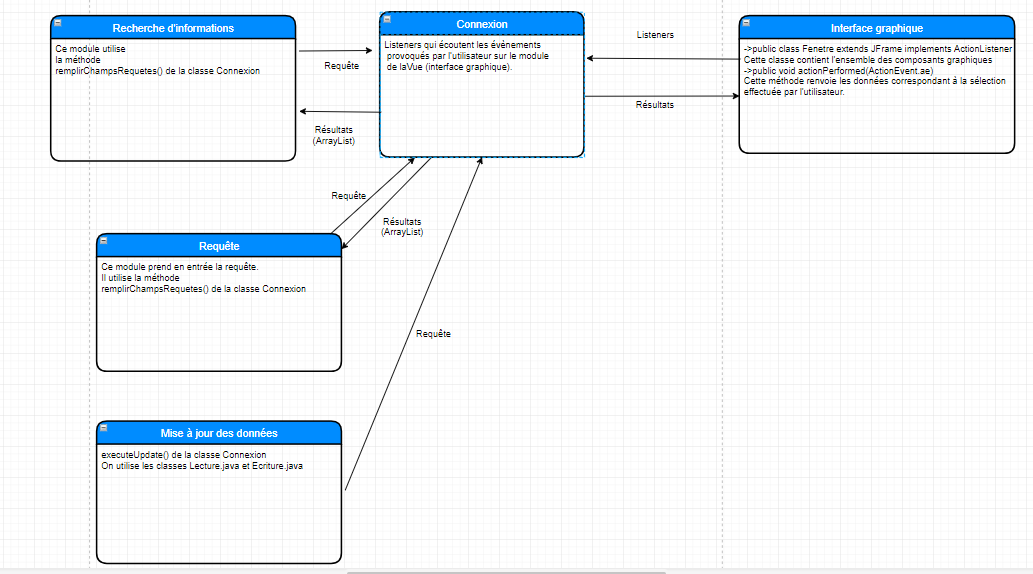 Recherche d'informations
Ce module utilise
la méthode
remplirChampsRequetes() de la classe Connexion
Requête
Résultats
(ArrayList)
Connexion
Listeners qui écoutent les évènements
provoqués par l'utilisateur sur le module
de laVue (interface graphique).
Listeners
Résultats
Interface graphique
->public class Fenetre extends JFrame implements ActionListener
Cette classe contient l'ensemble des composants graphiques
->public void actionPerformed(ActionEvent.ae)
Cette méthode renvoie les données correspondant à la sélection
effectuée par l'utilisateur.
Requête
Résultats
(ArrayList)
Requête
Ce module prend en entrée la requête.
Il utilise la méthode
remplirChampsRequetes() de la classe Connexion
Requête
Mise à jour des données
executeUpdate() de la classe Connexion
On utilise les classes Lecture.java et Ecriture.java